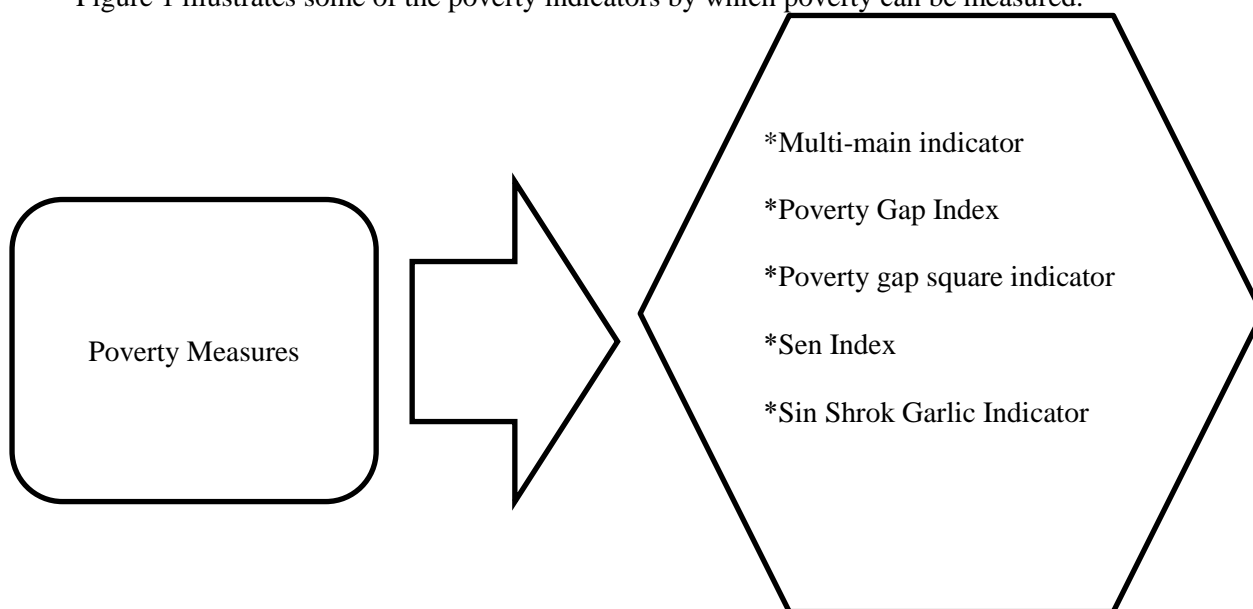 Figure 1 illustrates some of the poverty indicators by which poverty can be measured.
*Multi-main indicator
*Poverty Gap Index
*Poverty gap square indicator
Poverty Measures
*Sen Index
*Sin Shrok Garlic Indicator